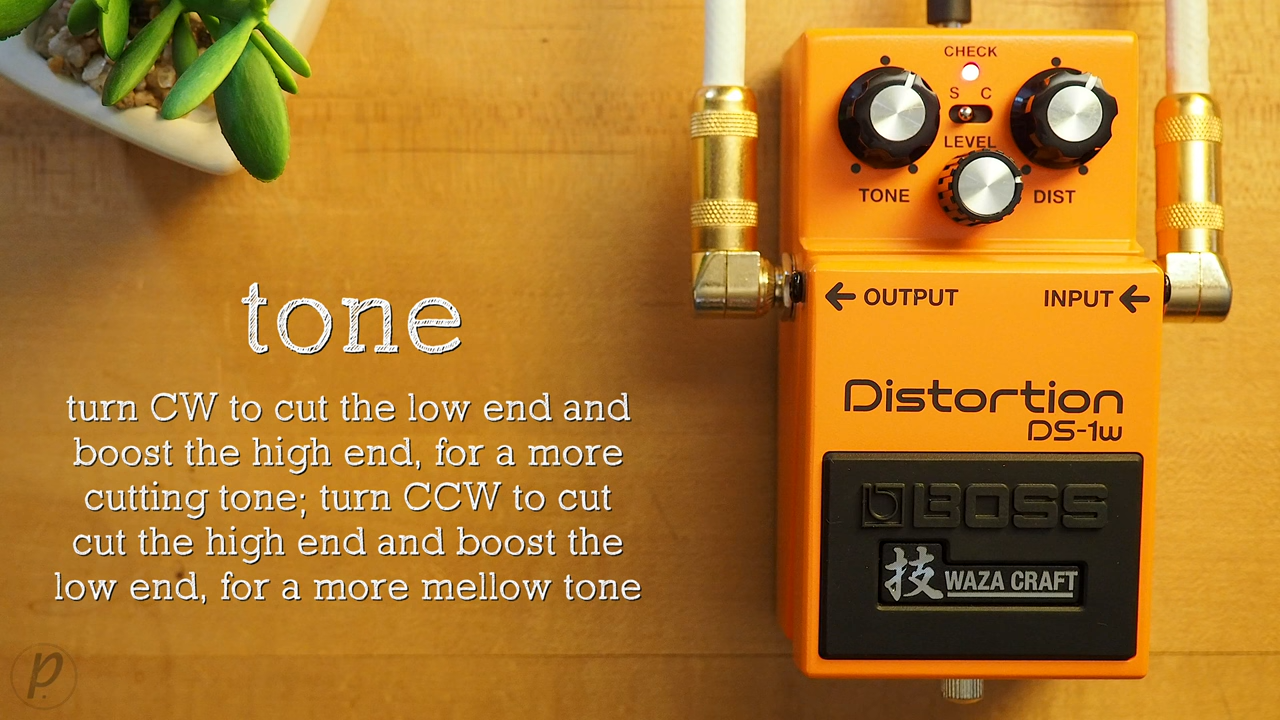 tone
turn CW to cut the low end and
boost the high end, for a more
cutting tone; turn CCW to cut
cut the high end and boost the
low end, for a more mellow tone
p.
CHECK
S C
LEVEL
TONE
DIST
OUTPUT
INPUT
Distortion
DS-1w
BOSS
技 WAZA CRAFT